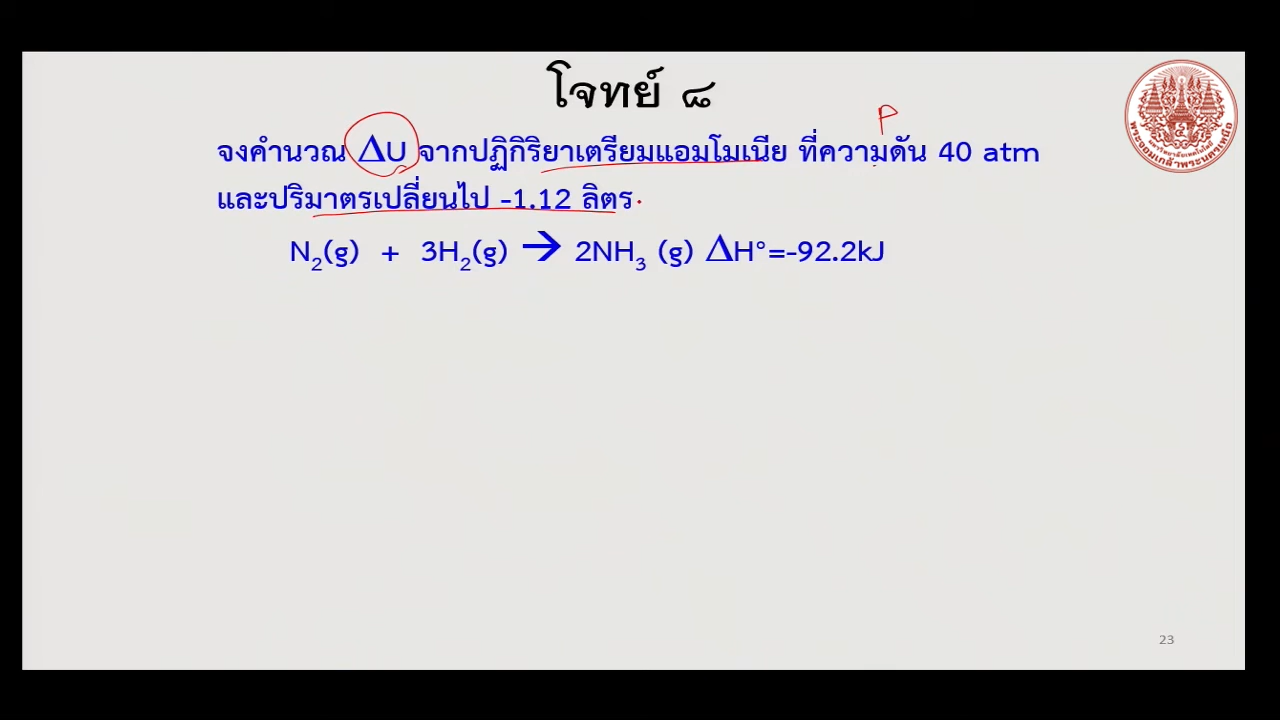 โจทย์ ๘
P
จงคำนวณ ΔU จากปฏิกิริยาเตรียมแอมโมเนีย ที่ความดัน 40 atm
และปริมาตรเปลี่ยนไป -1.12 ลิตร
N₂(g) + 3H₂(g) → 2NH₃ (g) ΔH°=-92.2kJ
23